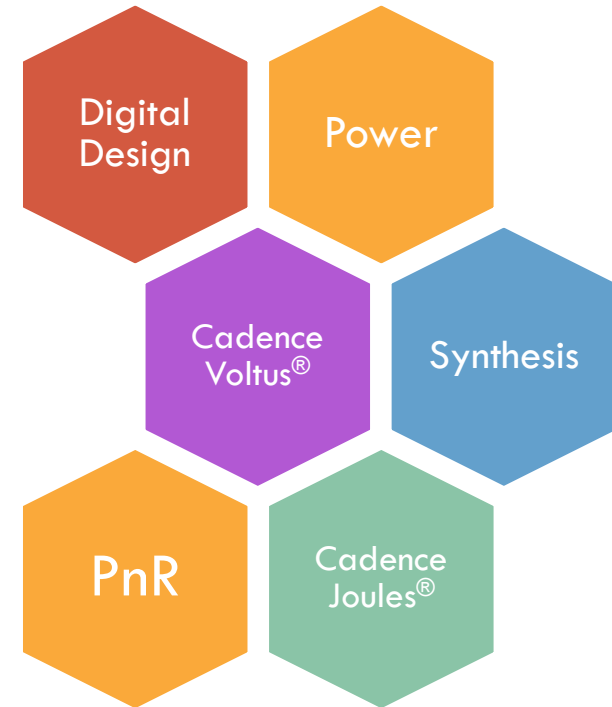 Digital
Design
Power
Cadence
Voltus®
Synthesis
PnR
Cadence
Joules®